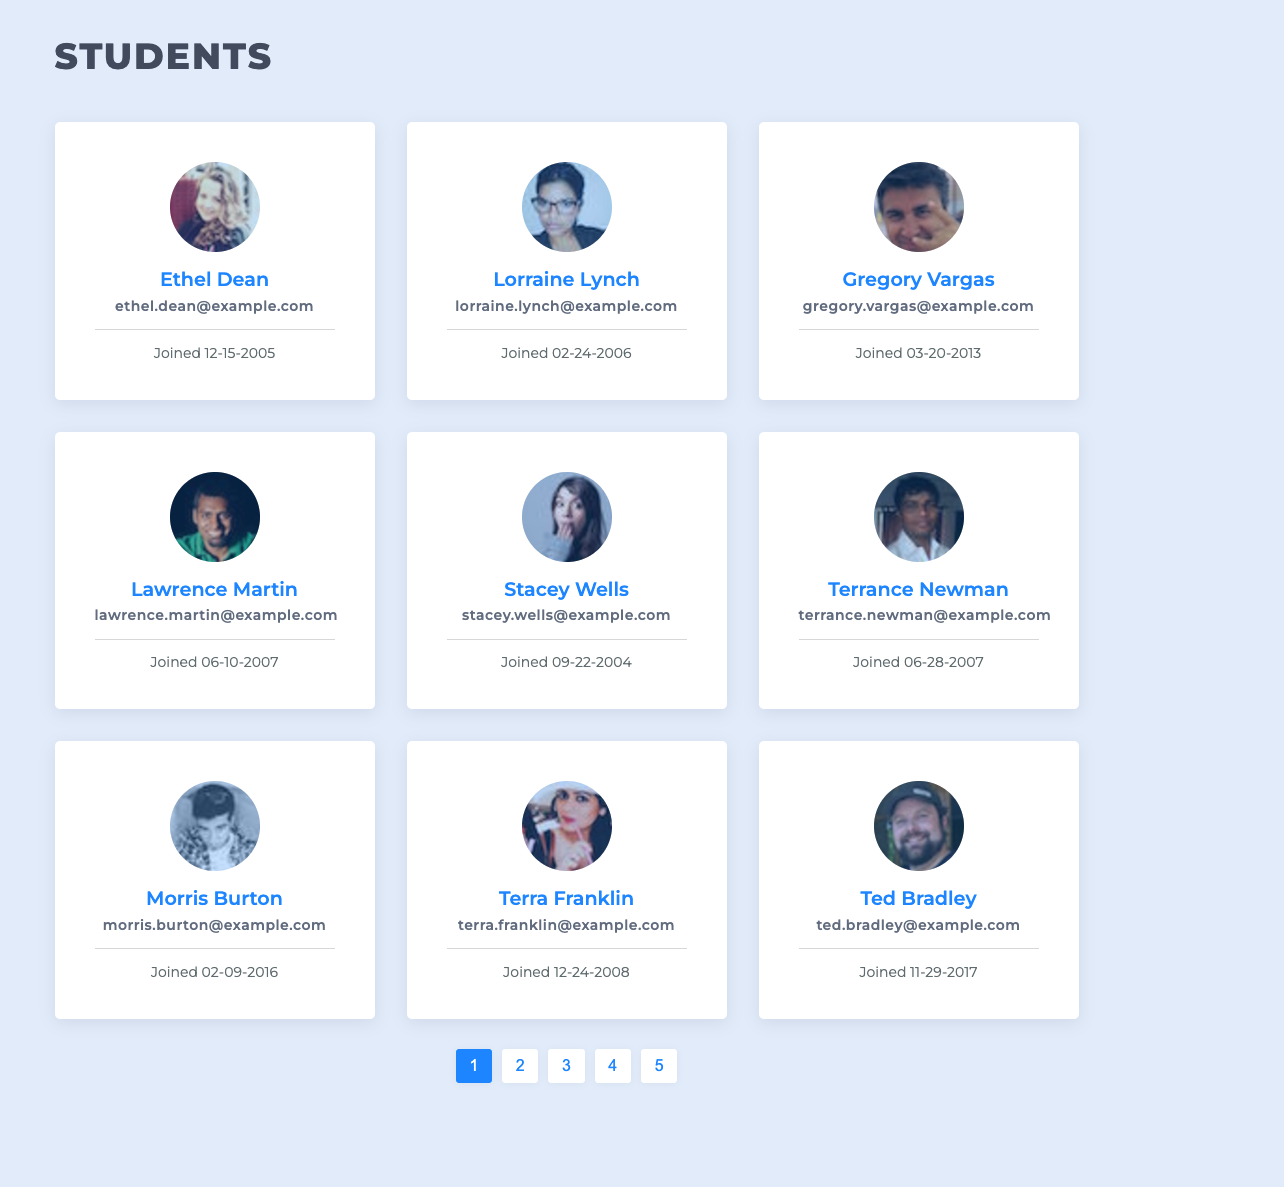 STUDENTS
Ethel Dean
ethel.dean@example.com
Joined 12-15-2005
Lorraine Lynch
lorraine.lynch@example.com
Joined 02-24-2006
Gregory Vargas
gregory.vargas@example.com
Joined 03-20-2013
Lawrence Martin
lawrence.martin@example.com
Joined 06-10-2007
Stacey Wells
stacey.wells@example.com
Joined 09-22-2004
Terrance Newman
terrance.newman@example.com
Joined 06-28-2007
Morris Burton
morris.burton@example.com
Joined 02-09-2016
Terra Franklin
terra.franklin@example.com
Joined 12-24-2008
Ted Bradley
ted.bradley@example.com
Joined 11-29-2017
1 2 3 4 5